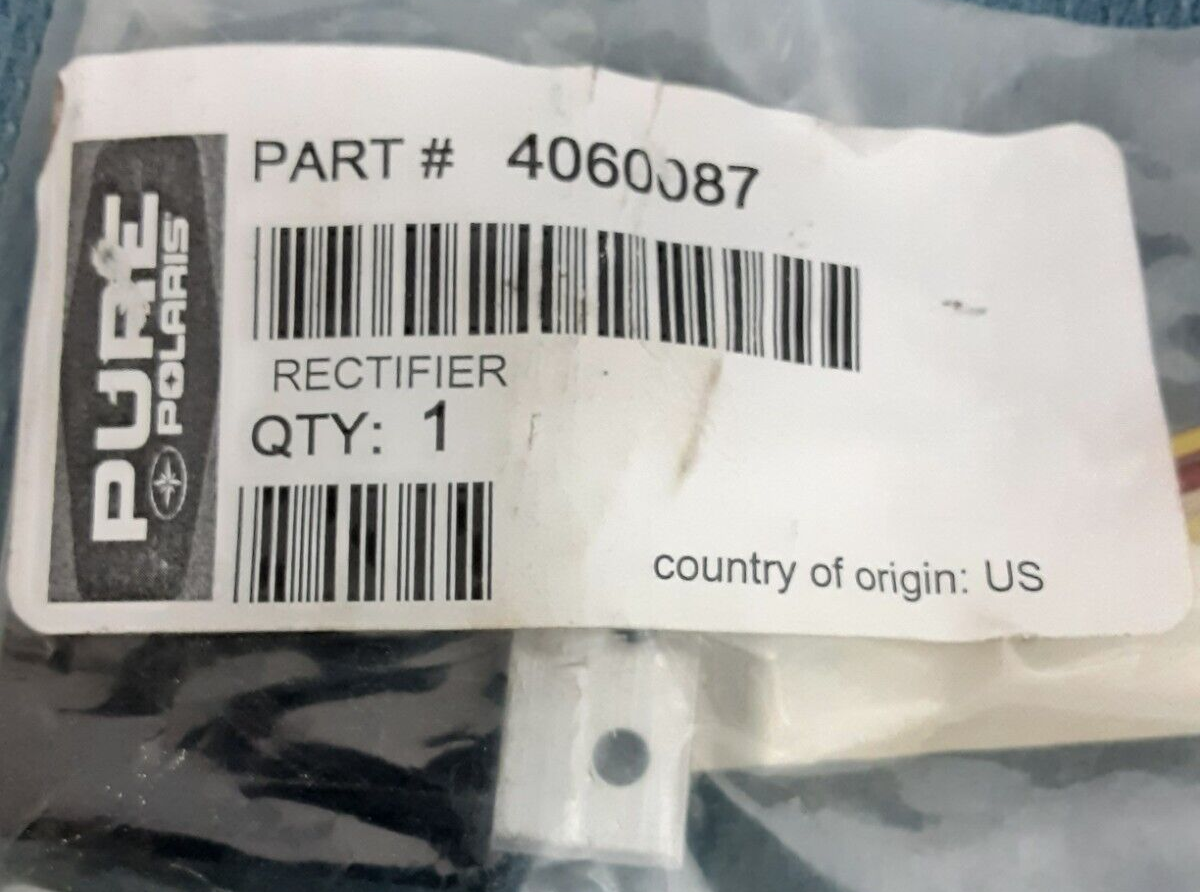 PART # 4060087
RECTIFIER
QTY: 1
country of origin: US
PURE
POLARIS